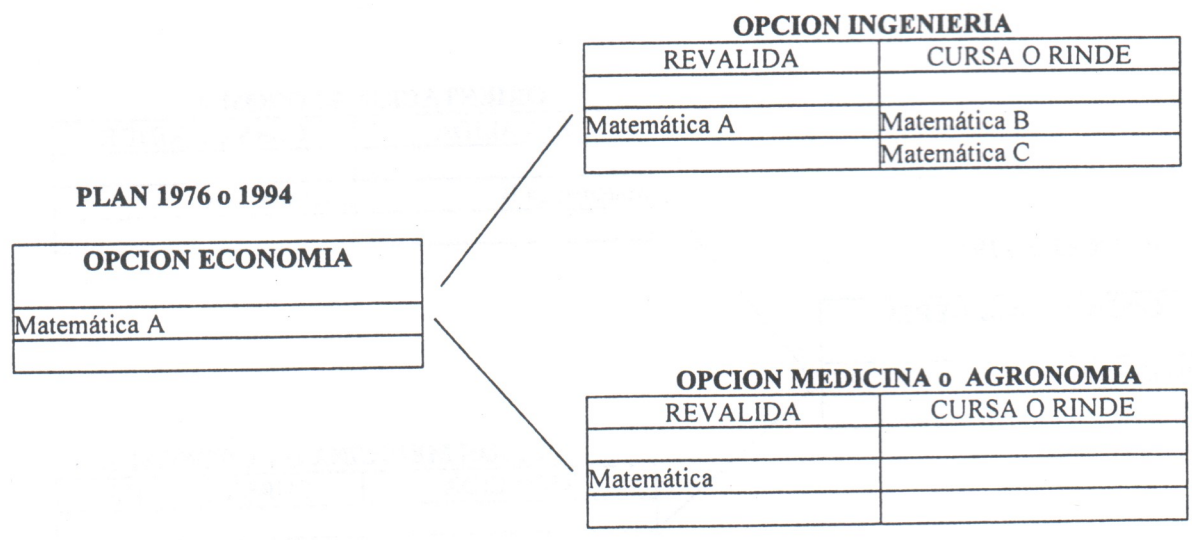 OPCION INGENIERIA
REVALIDA CURSA O RINDE
Matemática A Matemática B
Matemática C
PLAN 1976 o 1994
OPCION ECONOMIA
Matemática A
OPCION MEDICINA o AGRONOMIA
REVALIDA CURSA O RINDE
Matemática